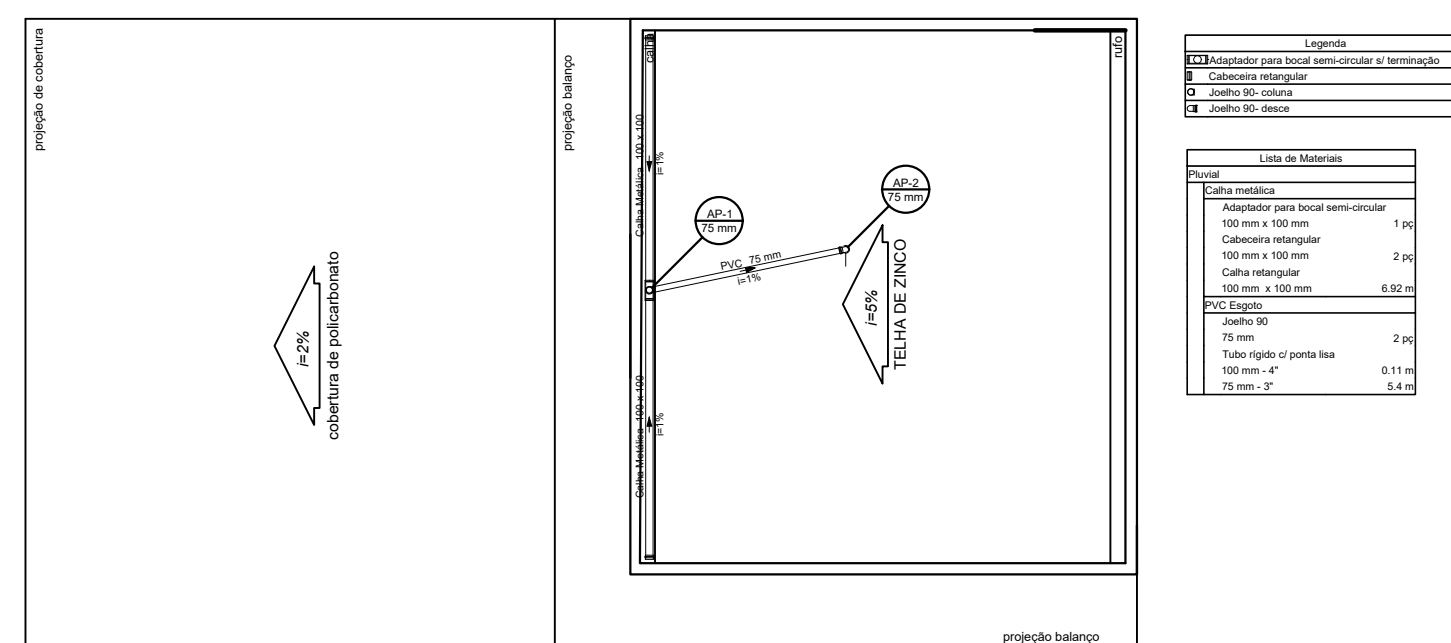 projeção de cobertura
i=2%
cobertura de policarbonato
projeção balanço
calha
Calha Metálica 100 x 100
i=1%
AP-1
75 mm
AP-2
75 mm
PVC 75 mm
i=1%
i=5%
TELHA DE ZINCO
Calha Metálica 100 x 100
i=1%
rufo
projeção balanço
Legenda
Adaptador para bocal semi-circular s/ terminação
Cabeceira retangular
Joelho 90- coluna
Joelho 90- desce
Lista de Materiais
Pluvial
Calha metálica
Adaptador para bocal semi-circular
100 mm x 100 mm 1 pç
Cabeceira retangular
100 mm x 100 mm 2 pç
Calha retangular
100 mm x 100 mm 6.92 m
PVC Esgoto
Joelho 90
75 mm 2 pç
Tubo rígido c/ ponta lisa
100 mm - 4" 0.11 m
75 mm - 3" 5.4 m